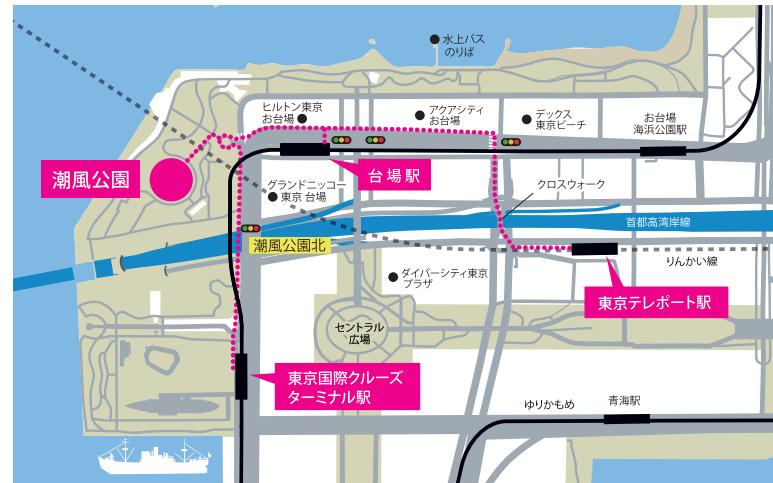 水上バス
のりば
ヒルトン東京
お台場
アクアシティ
お台場
デックス
東京ビーチ
お台場
海浜公園駅
潮風公園
台場駅
グランドニッコー
東京 台場
クロスウォーク
首都高湾岸線
潮風公園北
りんかい線
ダイバーシティ東京
プラザ
東京テレポート駅
セントラル
広場
東京国際クルーズ
ターミナル駅
ゆりかもめ
青海駅